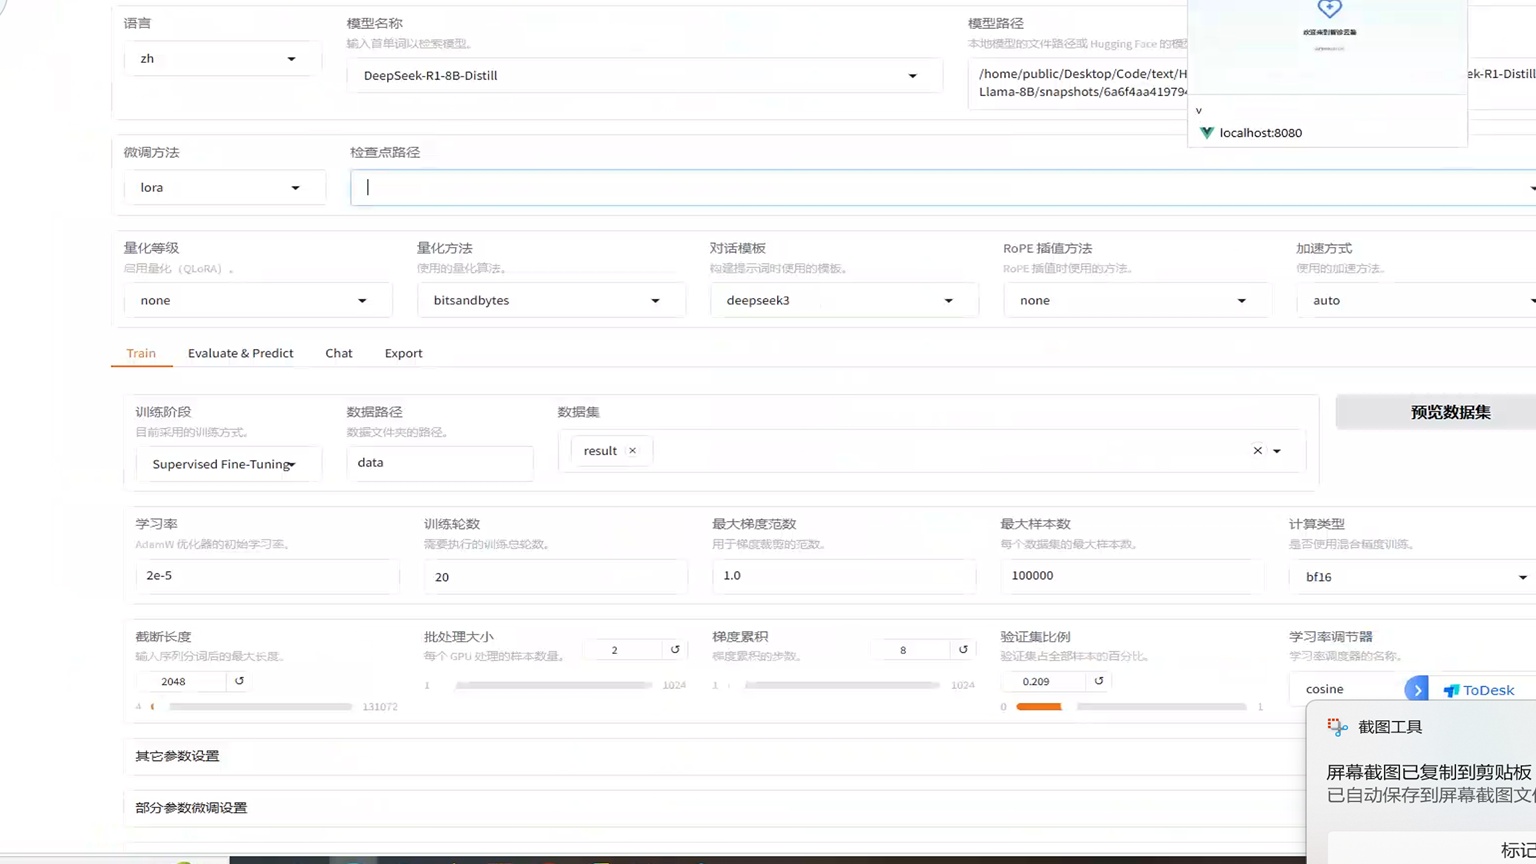 语言
模型名称
模型路径
输入首单词以检索模型。
本地模型的文件路径或 Hugging Face 的模型
zh
DeepSeek-R1-8B-Distill
/home/public/Desktop/Code/text/H
ek-R1-Distill
Llama-8B/snapshots/6a6f4aa419794
v
localhost:8080
微调方法
检查点路径
lora
量化等级
量化方法
对话模板
RoPE 插值方法
加速方式
启用量化（QLoRA）。
使用的量化算法。
构建提示词时使用的模板。
RoPE 插值时使用的方法。
使用的加速方法。
none
bitsandbytes
deepseek3
none
auto
Train
Evaluate & Predict
Chat
Export
训练阶段
数据路径
数据集
预览数据集
目前采用的训练方式。
数据文件夹的路径。
result ×
Supervised Fine-Tuning
data
学习率
训练轮数
最大梯度范数
最大样本数
计算类型
AdamW 优化器的初始学习率。
需要执行的训练总轮数。
用于梯度裁剪的范数。
每个数据集的最大样本数。
是否使用混合精度训练。
2e-5
20
1.0
100000
bf16
截断长度
批处理大小
梯度累积
验证集比例
学习率调节器
输入序列分词后的最大长度。
每个 GPU 处理的样本数量。
2
梯度累积的步数。
8
验证集占全部样本的百分比。
学习率调度器的名称。
2048
1
1024
1
1024
0.209
cosine
ToDesk
4
131072
0
1
截图工具
其它参数设置
屏幕截图已复制到剪贴板
已自动保存到屏幕截图文
部分参数微调设置
标记